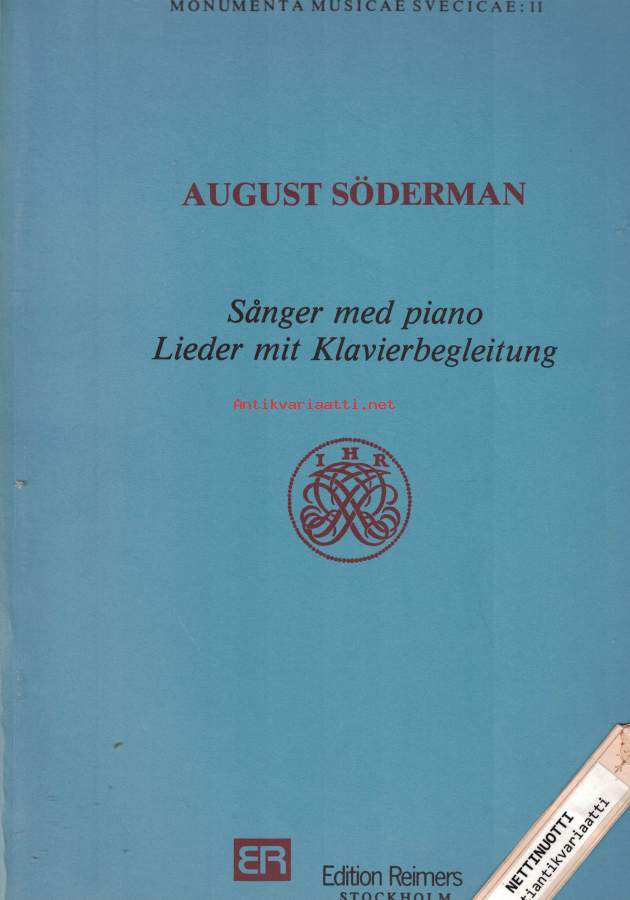 MONUMENTA MUSICAE SVECICAE: 11
AUGUST SÖDERMAN
Sånger med piano
Lieder mit Klavierbegleitung
Antikvariaatti.net
I H R
ER
Edition Reimers
STOCKHOLM
NETTINUOTTI
tiantikvariaatti